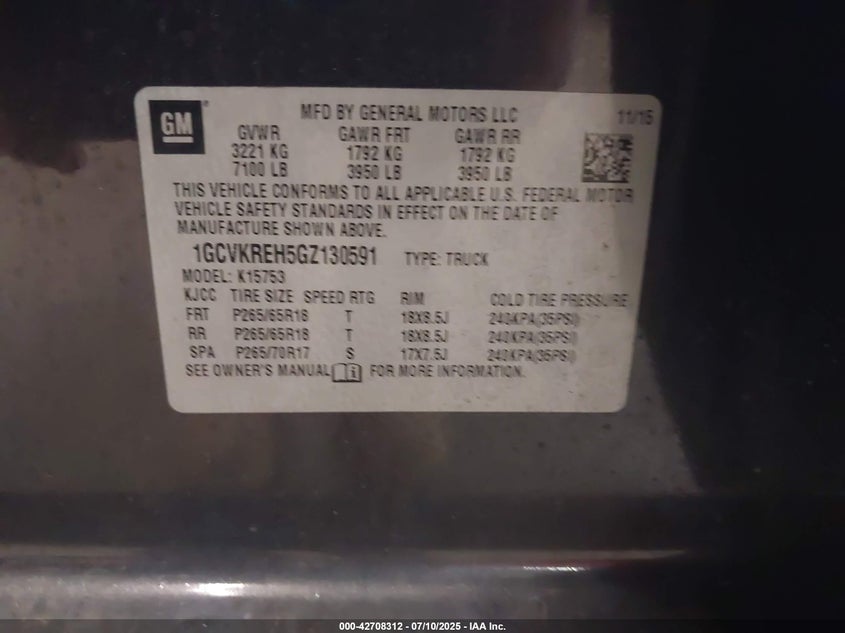 GM
MFD BY GENERAL MOTORS LLC 11/15
GVWR GAWR FRT GAWR RR
3221 KG 1792 KG 1792 KG
7100 LB 3950 LB 3950 LB
THIS VEHICLE CONFORMS TO ALL APPLICABLE U.S. FEDERAL MOTOR
VEHICLE SAFETY STANDARDS IN EFFECT ON THE DATE OF
MANUFACTURE SHOWN ABOVE.
1GCVKREH5GZ130591 TYPE: TRUCK
MODEL: K15753
KJCC TIRE SIZE SPEED RTG RIM COLD TIRE PRESSURE
FRT P265/65R18 T 18X8.5J 240KPA(35PSI)
RR P265/65R18 T 18X8.5J 240KPA(35PSI)
SPA P265/70R17 S 17X7.5J 240KPA(35PSI)
SEE OWNER'S MANUAL FOR MORE INFORMATION.
000-42708312 / 07/10/2025 - IAA Inc.